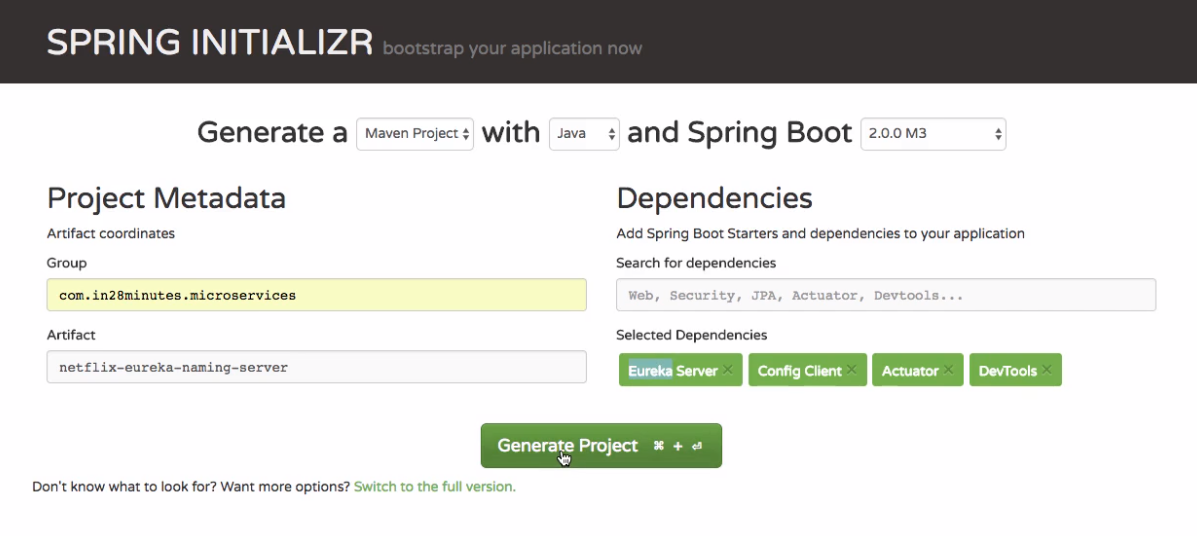 SPRING INITIALIZR bootstrap your application now
Generate a Maven Project with Java and Spring Boot 2.0.0 M3
Project Metadata
Artifact coordinates
Group
com.in28minutes.microservices
Artifact
netflix-eureka-naming-server
Dependencies
Add Spring Boot Starters and dependencies to your application
Search for dependencies
Web, Security, JPA, Actuator, Devtools...
Selected Dependencies
Eureka Server × Config Client × Actuator × DevTools ×
Generate Project ⌘ + ⏎
Don't know what to look for? Want more options? Switch to the full version.